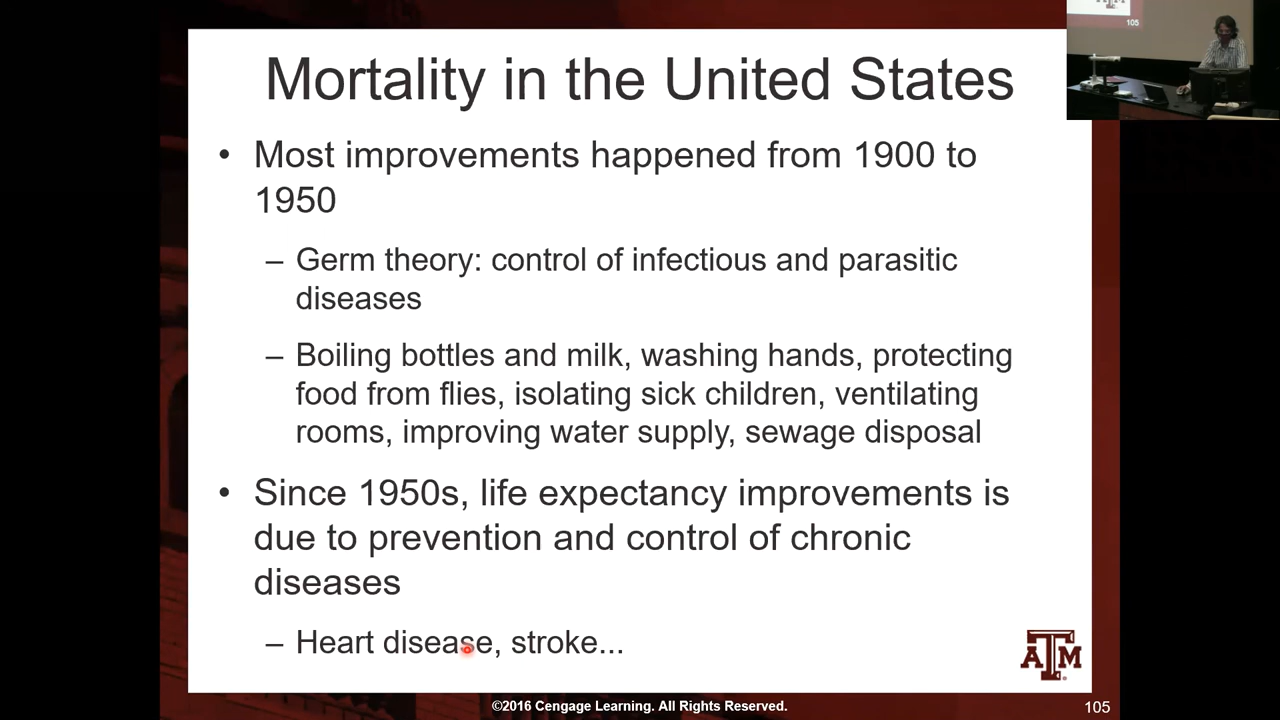 Mortality in the United States
• Most improvements happened from 1900 to
1950
– Germ theory: control of infectious and parasitic
diseases
– Boiling bottles and milk, washing hands, protecting
food from flies, isolating sick children, ventilating
rooms, improving water supply, sewage disposal
• Since 1950s, life expectancy improvements is
due to prevention and control of chronic
diseases
– Heart disease, stroke...
ATM
©2016 Cengage Learning. All Rights Reserved.
105
105